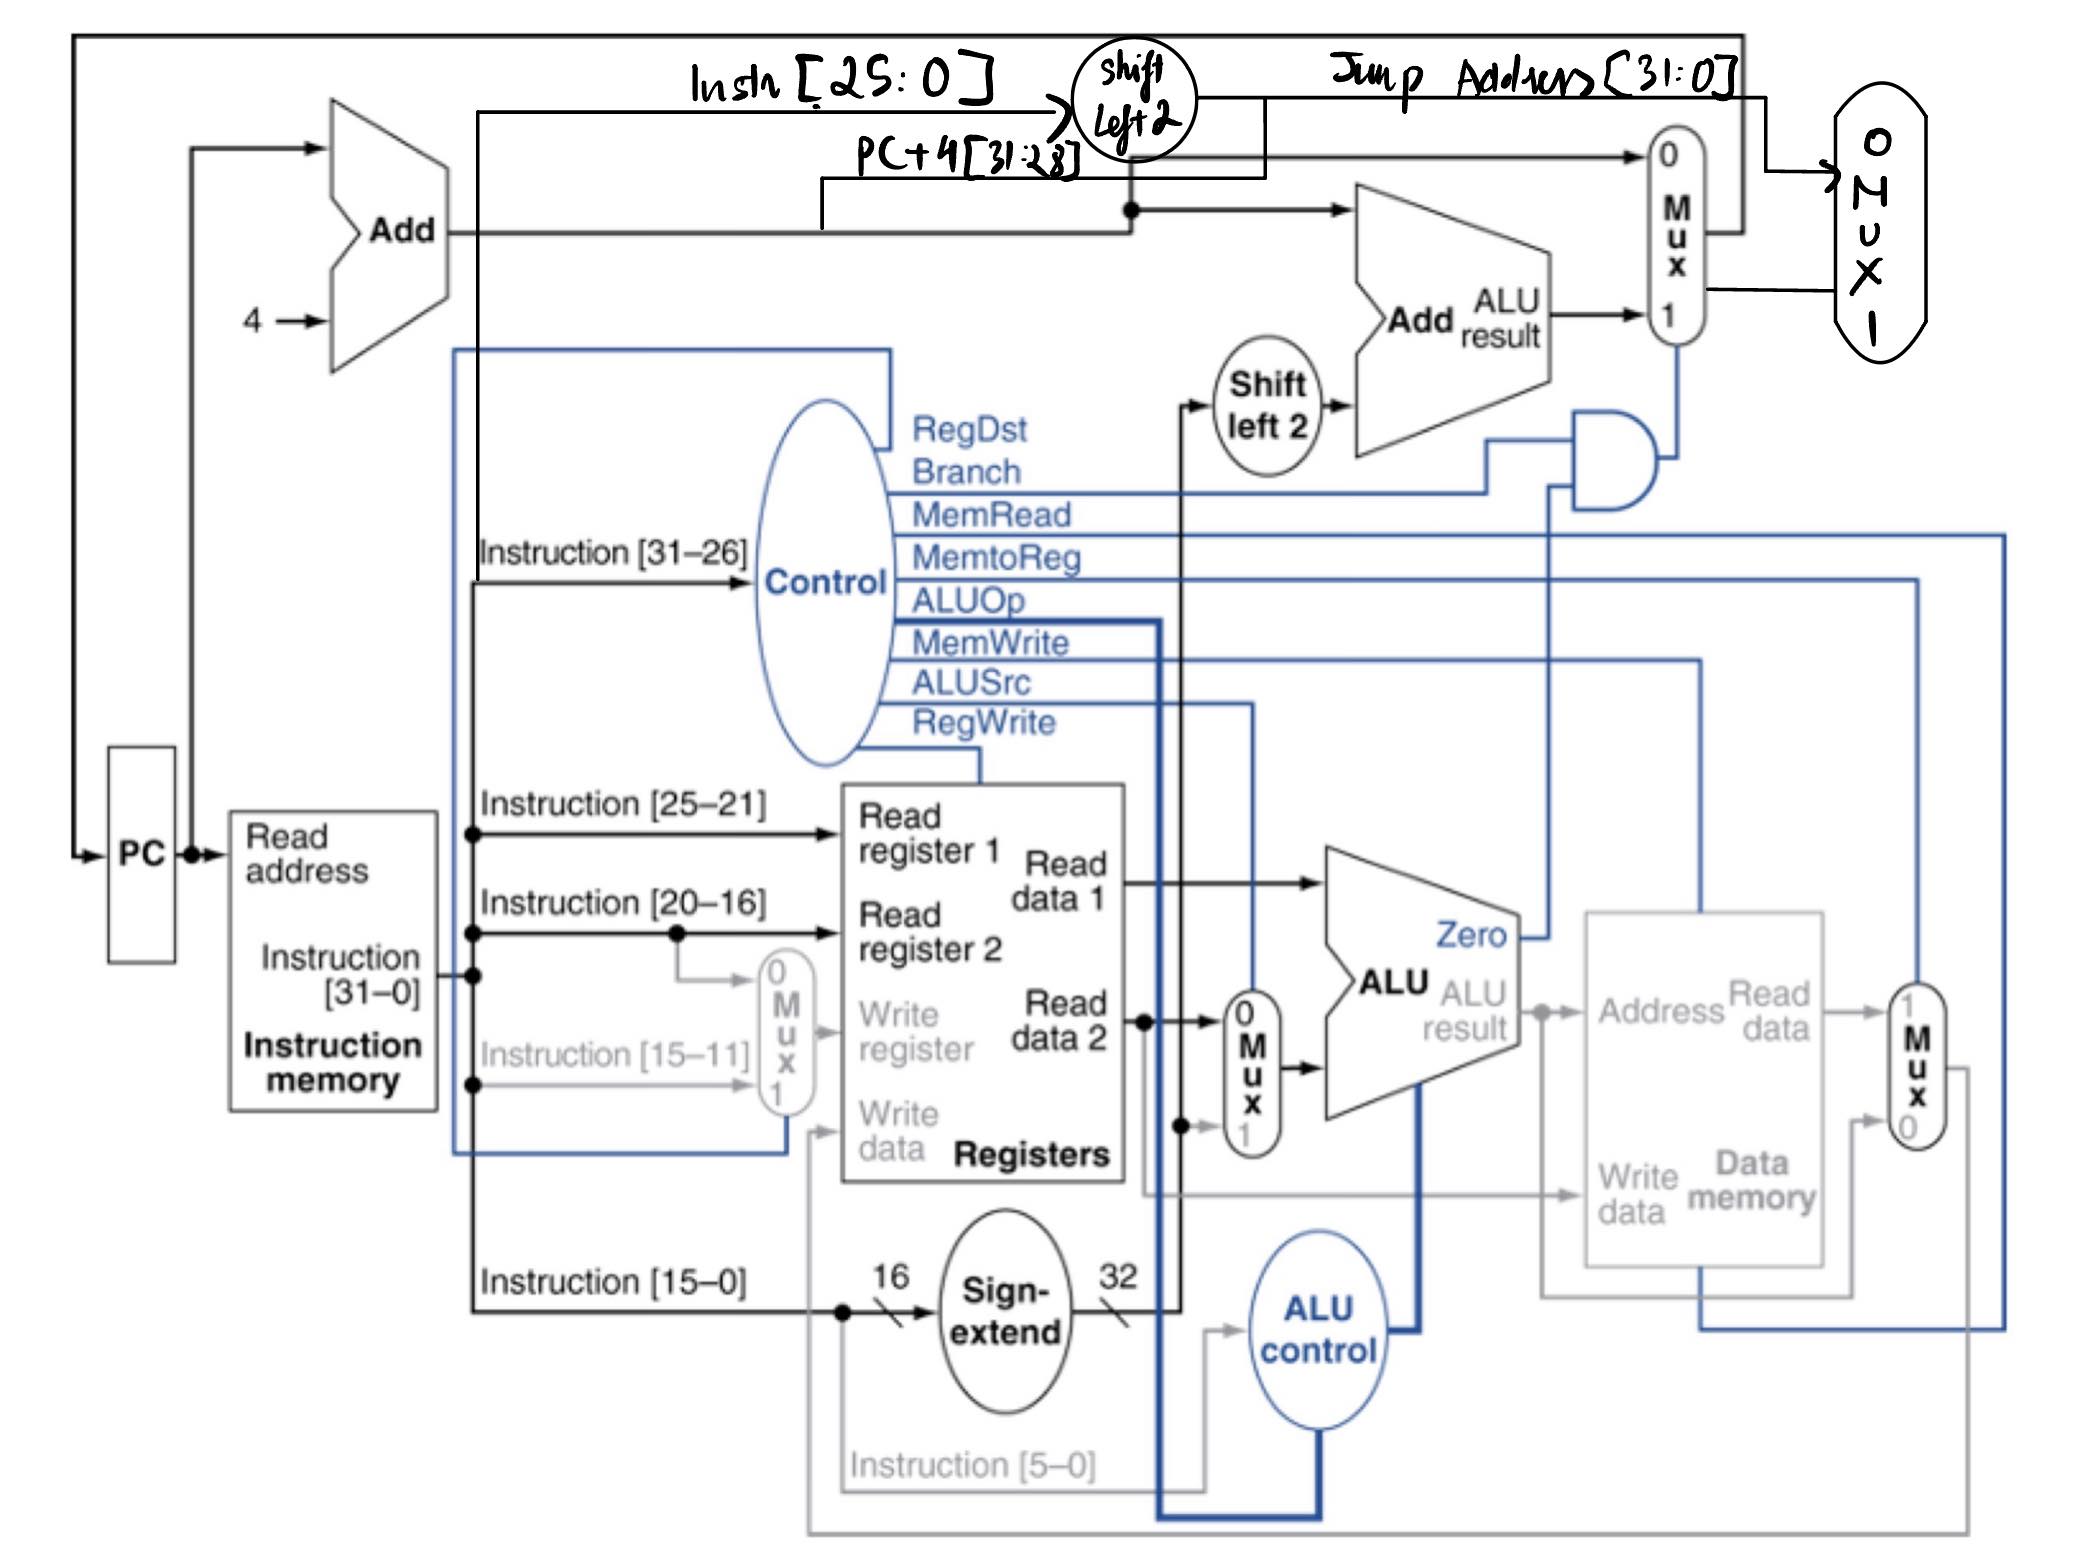 Instr [25:0]
Shift
Left 2
Jump Address [31:0]
PC+4[31:28]
0
M
u
x
1
0
M
U
X
1
Add
4
Add
ALU
result
Shift
left 2
RegDst
Branch
MemRead
MemtoReg
ALUOp
MemWrite
ALUSrc
RegWrite
Instruction [31–26]
Control
PC
Read
address
Instruction
[31–0]
Instruction
memory
Instruction [25–21]
Instruction [20–16]
Instruction [15–11]
0
M
u
x
1
Read
register 1
Read
data 1
Read
register 2
Read
data 2
Write
register
Write
data
Registers
0
M
u
x
1
Zero
ALU
ALU
result
Address
Read
data
Write
data
Data
memory
1
M
u
x
0
Instruction [15–0]
16
Sign-
extend
32
ALU
control
Instruction [5–0]